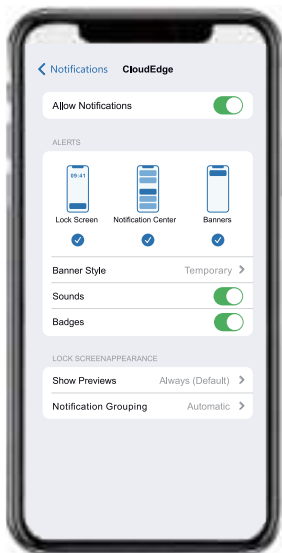 Notifications CloudEdge
Allow Notifications
ALERTS
09:41
Lock Screen Notification Center Banners
Banner Style Temporary
Sounds
Badges
LOCK SCREENAPPEARANCE
Show Previews Always (Default)
Notification Grouping Automatic